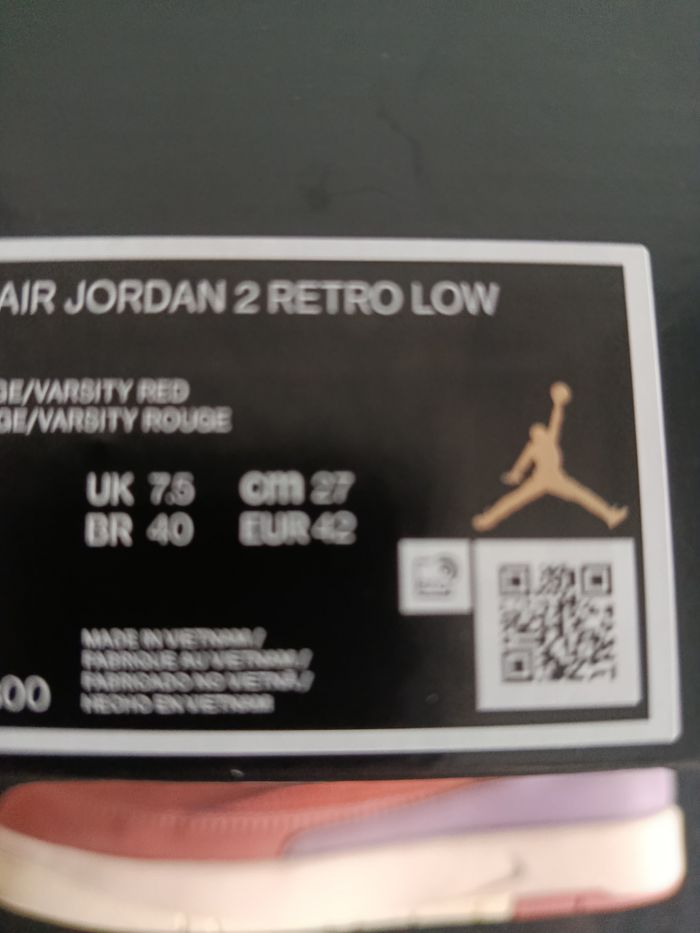 AIR JORDAN 2 RETRO LOW
GE/VARSITY RED
GE/VARSITY ROUGE
UK 7.5 cm 27
BR 40 EUR 42
MADE IN VIETNAM/
FABRIQUE AU VIETNAM/
FABRICADO NO VIETNÃ/
HECHO EN VIETNAM
00